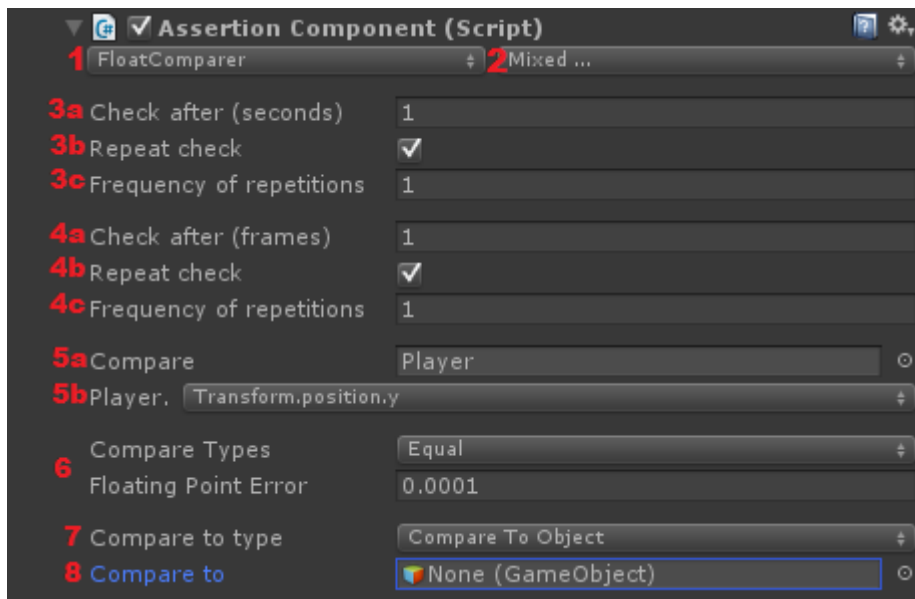 Assertion Component (Script)
1 FloatComparer 2 Mixed ...
3a Check after (seconds) 1
3b Repeat check
3c Frequency of repetitions 1
4a Check after (frames) 1
4b Repeat check
4c Frequency of repetitions 1
5a Compare Player
5b Player. Transform.position.y
6 Compare Types Equal
Floating Point Error 0.0001
7 Compare to type Compare To Object
8 Compare to None (GameObject)